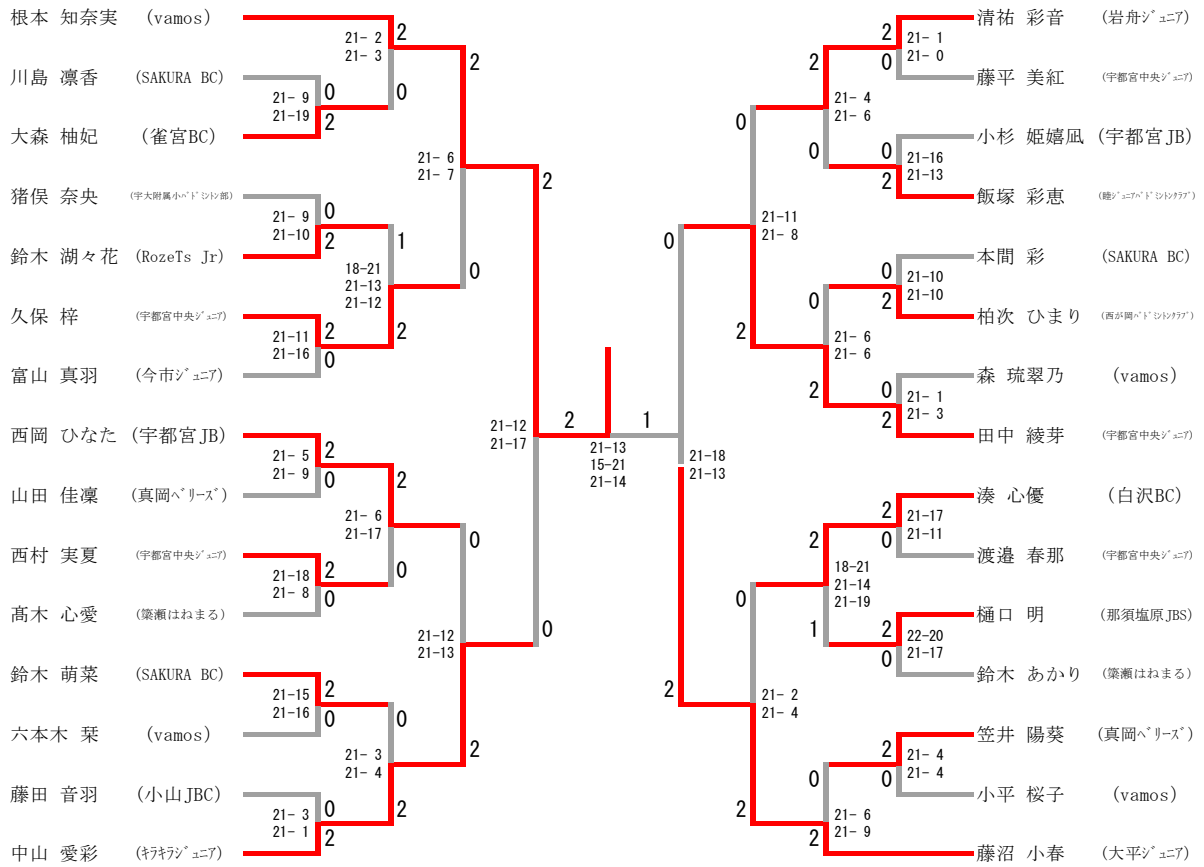 根本 知奈実 (vamos)
川島 凛香 (SAKURA BC)
大森 柚妃 (雀宮BC)
猪俣 奈央 (宇大附属小バドミントン部)
鈴木 湖々花 (RozeTs Jr)
久保 梓 (宇都宮中央ジュニア)
富山 真羽 (今市ジュニア)
西岡 ひなた (宇都宮JB)
山田 佳凜 (真岡ベリーズ)
西村 実夏 (宇都宮中央ジュニア)
髙木 心愛 (簗瀬はねまる)
鈴木 萌菜 (SAKURA BC)
六本木 栞 (vamos)
藤田 音羽 (小山JBC)
中山 愛彩 (キラキラジュニア)
21- 2 2
21- 3
0
21- 9 0
21-19 2
2
21- 6
21- 7
0
21- 9 0
21-10 2
1
18-21
21-13
21-12
2
21-11 2
21-16 0
2
21-12
21-17
0
21- 5 2
21- 9 0
2
21- 6
21-17
0
21-18 2
21- 8 0
0
21-12
21-13
2
21-15 2
21-16 0
0
21- 3
21- 4
2
21- 3 0
21- 1 2
2 1
21-13
15-21
21-14
0
21-18
21-13
2
清祐 彩音 (岩舟ジュニア)
藤平 美紅 (宇都宮中央ジュニア)
小杉 姫嬉凪 (宇都宮JB)
飯塚 彩恵 (睦ジュニアバドミントンクラブ)
本間 彩 (SAKURA BC)
柏次 ひまり (西が岡バドミントンクラブ)
森 琉翠乃 (vamos)
田中 綾芽 (宇都宮中央ジュニア)
湊 心優 (白沢BC)
渡邉 春那 (宇都宮中央ジュニア)
樋口 明 (那須塩原JBS)
鈴木 あかり (簗瀬はねまる)
笠井 陽葵 (真岡ベリーズ)
小平 桜子 (vamos)
藤沼 小春 (大平ジュニア)
2 21- 1
0 21- 0
2
21- 4
21- 6
0
0 21-16
2 21-13
0
21-11
21- 8
2
0 21-10
2 21-10
0
21- 6
21- 6
2
0 21- 1
2 21- 3
2 21-17
0 21-11
2
18-21
21-14
21-19
1
2 22-20
0 21-17
0
21- 2
21- 4
2
2 21- 4
0 21- 4
0
21- 6
21- 9
2